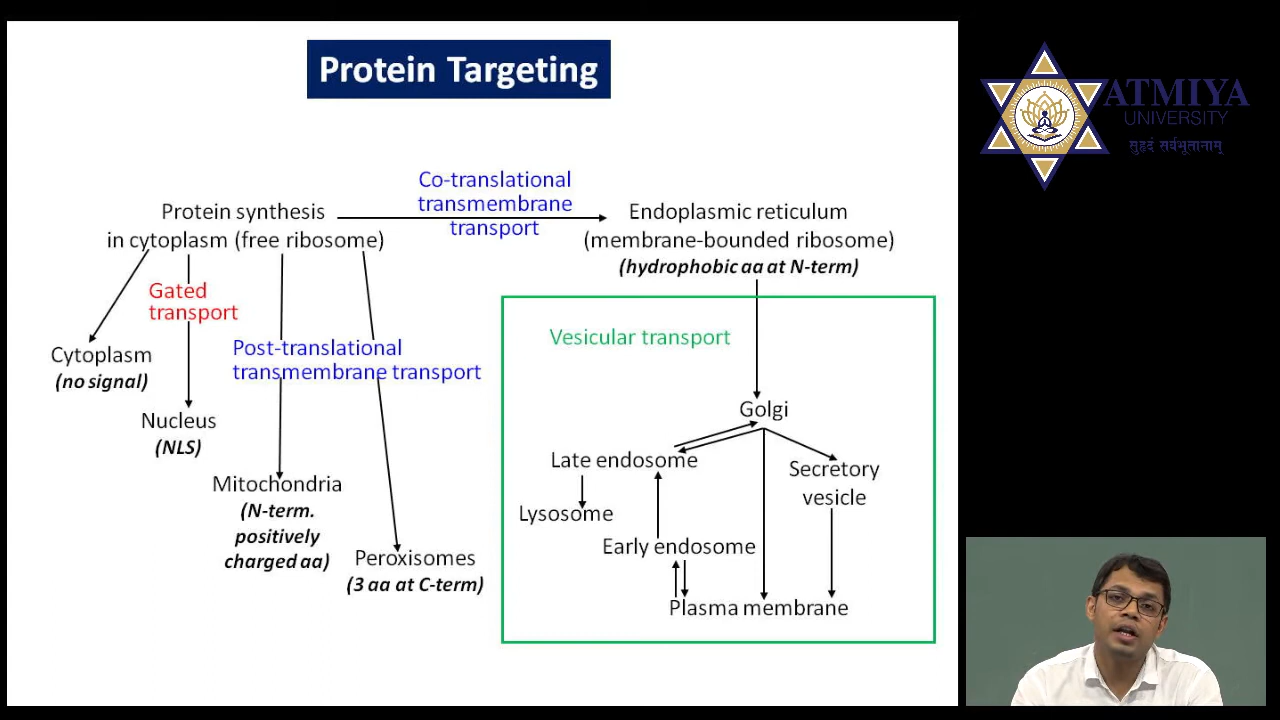 Protein Targeting
ATMIYA
UNIVERSITY
सुहृदं सर्वभूतानाम्
Co-translational
transmembrane
transport
Protein synthesis
in cytoplasm (free ribosome)
Endoplasmic reticulum
(membrane-bounded ribosome)
(hydrophobic aa at N-term)
Gated
transport
Vesicular transport
Post-translational
transmembrane transport
Cytoplasm
(no signal)
Nucleus
(NLS)
Mitochondria
(N-term.
positively
charged aa)
Peroxisomes
(3 aa at C-term)
Golgi
Late endosome
Secretory
vesicle
Lysosome
Early endosome
Plasma membrane